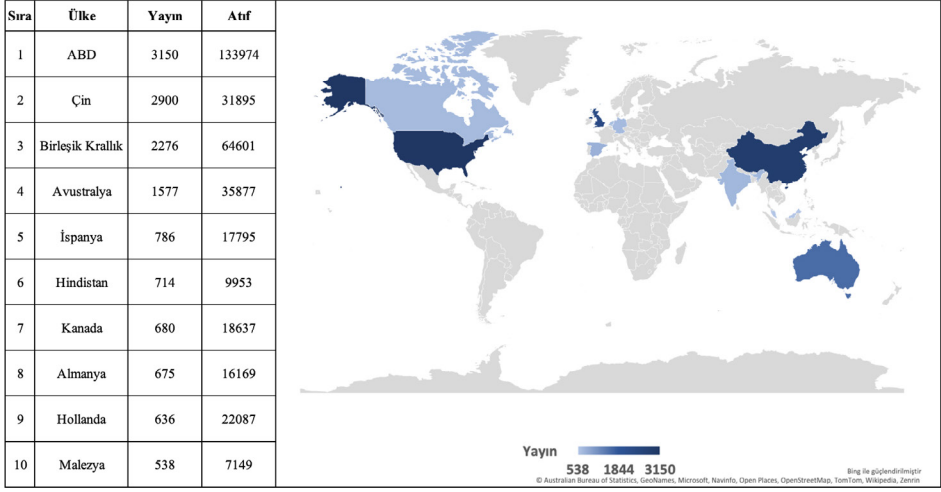 Sıra Ülke Yayın Atıf
1 ABD 3150 133974
2 Çin 2900 31895
3 Birleşik Krallık 2276 64601
4 Avustralya 1577 35877
5 İspanya 786 17795
6 Hindistan 714 9953
7 Kanada 680 18637
8 Almanya 675 16169
9 Hollanda 636 22087
10 Malezya 538 7149
Yayın
538 1844 3150
Bing ile güçlendirilmiştir
© Australian Bureau of Statistics, GeoNames, Microsoft, Navinfo, Open Places, OpenStreetMap, TomTom, Wikipedia, Zenrin